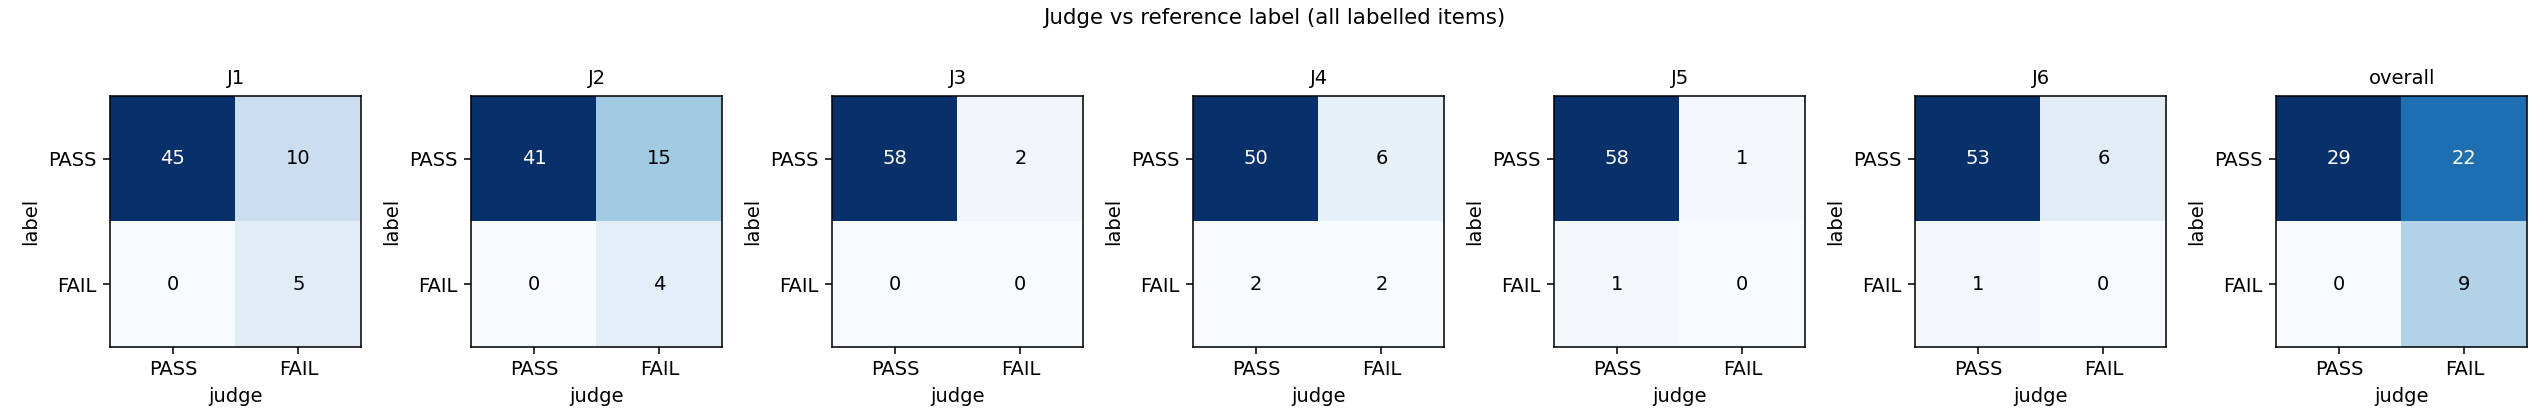 Judge vs reference label (all labelled items)
J1
PASS
45
10
label
FAIL
0
5
PASS
FAIL
judge
J2
PASS
41
15
label
FAIL
0
4
PASS
FAIL
judge
J3
PASS
58
2
label
FAIL
0
0
PASS
FAIL
judge
J4
PASS
50
6
label
FAIL
2
2
PASS
FAIL
judge
J5
PASS
58
1
label
FAIL
1
0
PASS
FAIL
judge
J6
PASS
53
6
label
FAIL
1
0
PASS
FAIL
judge
overall
PASS
29
22
label
FAIL
0
9
PASS
FAIL
judge